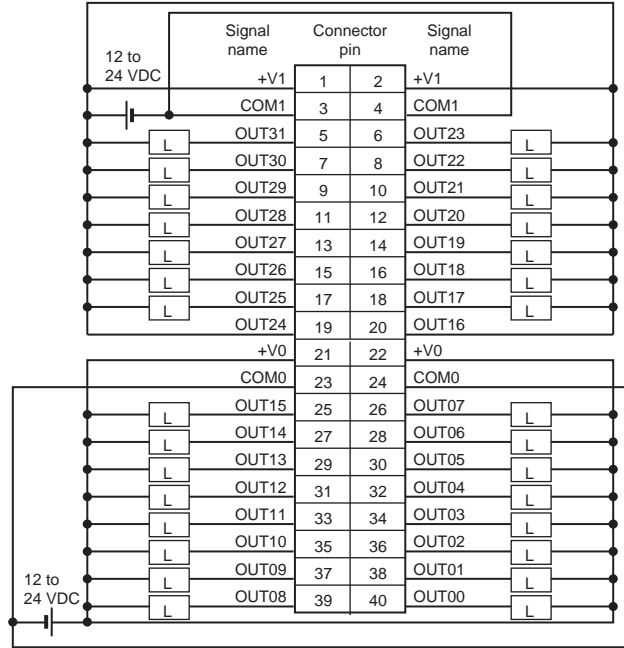 Signal name Connector pin Signal name
12 to 24 VDC
+V1 1 2 +V1
COM1 3 4 COM1
L OUT31 5 6 OUT23 L
L OUT30 7 8 OUT22 L
L OUT29 9 10 OUT21 L
L OUT28 11 12 OUT20 L
L OUT27 13 14 OUT19 L
L OUT26 15 16 OUT18 L
L OUT25 17 18 OUT17 L
OUT24 19 20 OUT16
+V0 21 22 +V0
COM0 23 24 COM0
L OUT15 25 26 OUT07 L
L OUT14 27 28 OUT06 L
L OUT13 29 30 OUT05 L
L OUT12 31 32 OUT04 L
L OUT11 33 34 OUT03 L
L OUT10 35 36 OUT02 L
L OUT09 37 38 OUT01 L
12 to 24 VDC
L OUT08 39 40 OUT00 L